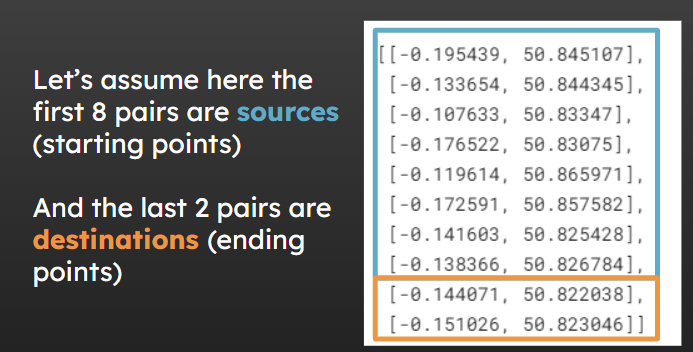 Let’s assume here the
first 8 pairs are sources
(starting points)
And the last 2 pairs are
destinations (ending
points)
[[-0.195439, 50.845107],
[-0.133654, 50.844345],
[-0.107633, 50.83347],
[-0.176522, 50.83075],
[-0.119614, 50.865971],
[-0.172591, 50.857582],
[-0.141603, 50.825428],
[-0.138366, 50.826784],
[-0.144071, 50.822038],
[-0.151026, 50.823046]]